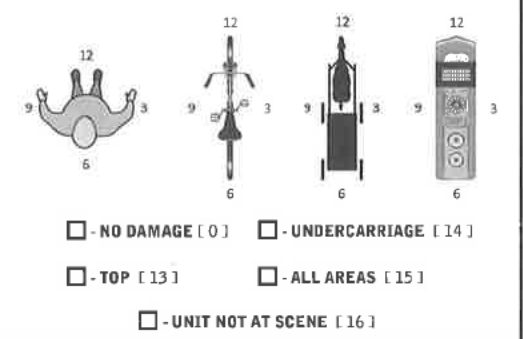 12 12 12 12
9 3 9 3 9 3 9 3
6 6 6 6
- NO DAMAGE [ 0 ] - UNDERCARRIAGE [ 14 ]
- TOP [ 13 ] - ALL AREAS [ 15 ]
- UNIT NOT AT SCENE [ 16 ]